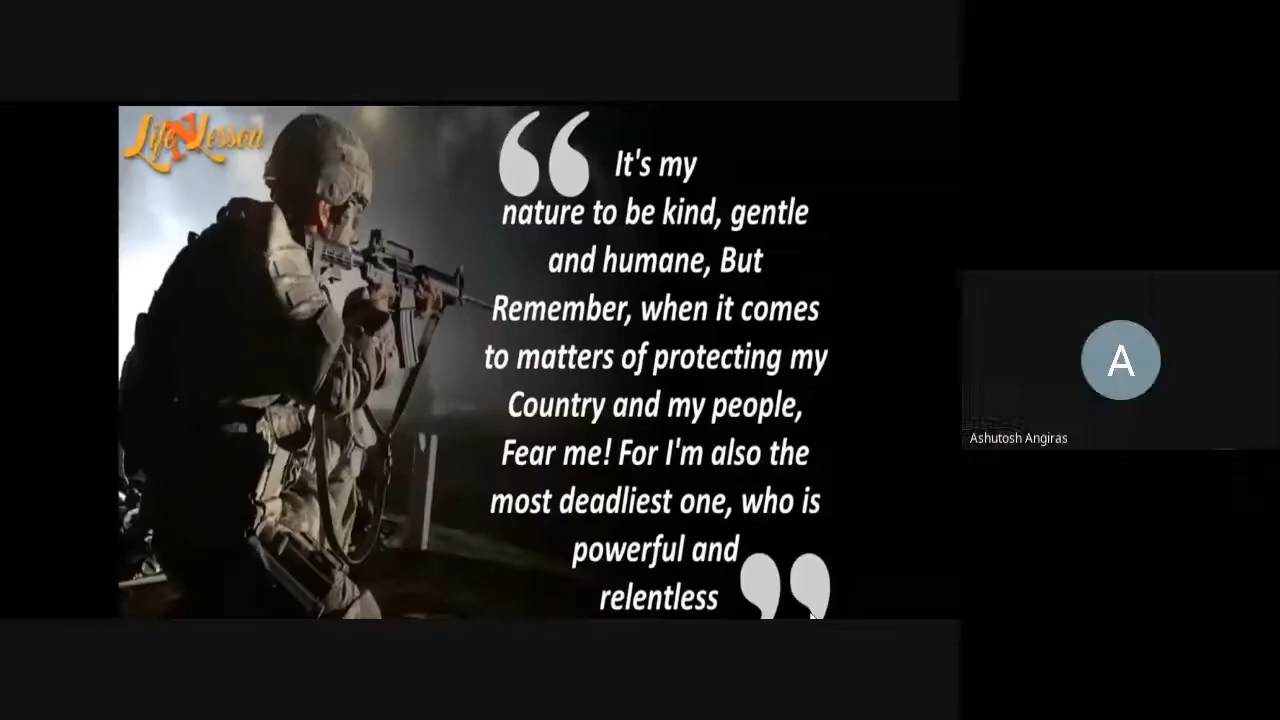 Life N Lesson
It's my
nature to be kind, gentle
and humane, But
Remember, when it comes
to matters of protecting my
Country and my people,
Fear me! For I'm also the
most deadliest one, who is
powerful and
relentless
A
Ashutosh Angiras